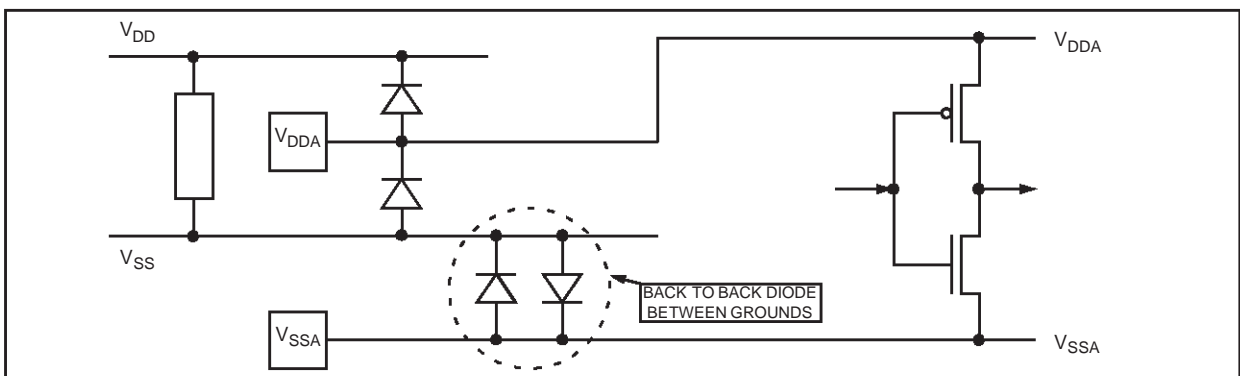 VDD
VDDA
VDDA
VSS
BACK TO BACK DIODE
BETWEEN GROUNDS
VSSA
VSSA